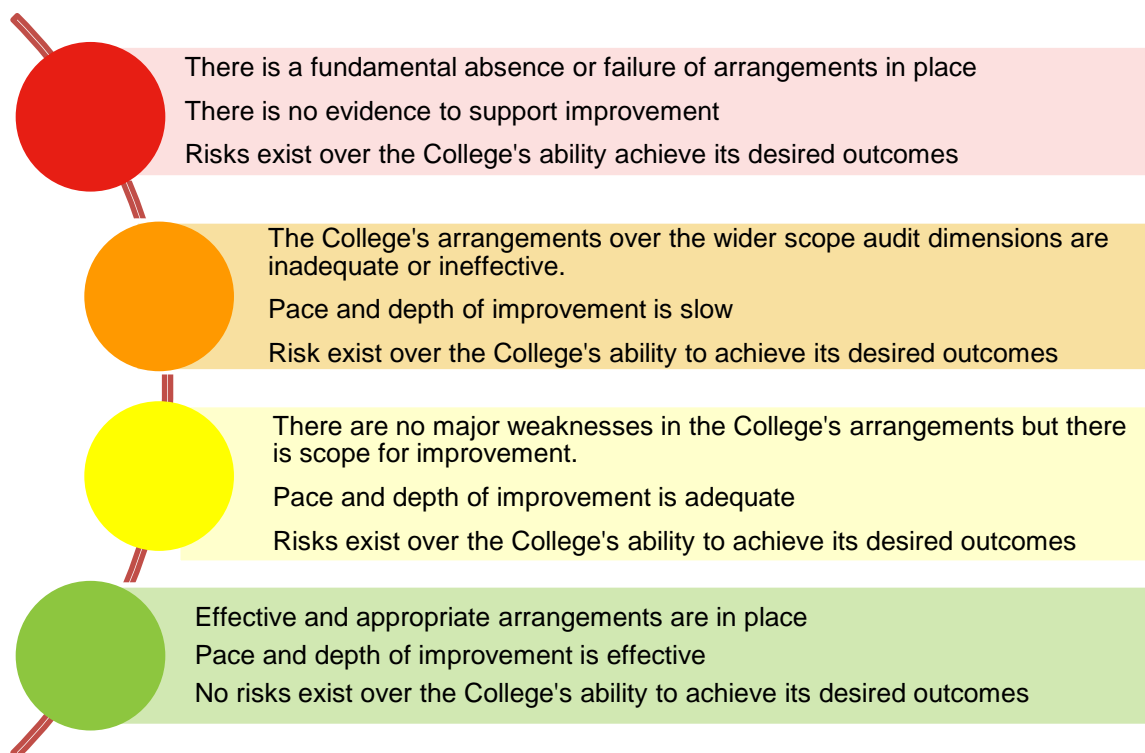 There is a fundamental absence or failure of arrangements in place
There is no evidence to support improvement
Risks exist over the College's ability achieve its desired outcomes
The College's arrangements over the wider scope audit dimensions are
inadequate or ineffective.
Pace and depth of improvement is slow
Risk exist over the College's ability to achieve its desired outcomes
There are no major weaknesses in the College's arrangements but there
is scope for improvement.
Pace and depth of improvement is adequate
Risks exist over the College's ability to achieve its desired outcomes
Effective and appropriate arrangements are in place
Pace and depth of improvement is effective
No risks exist over the College's ability to achieve its desired outcomes